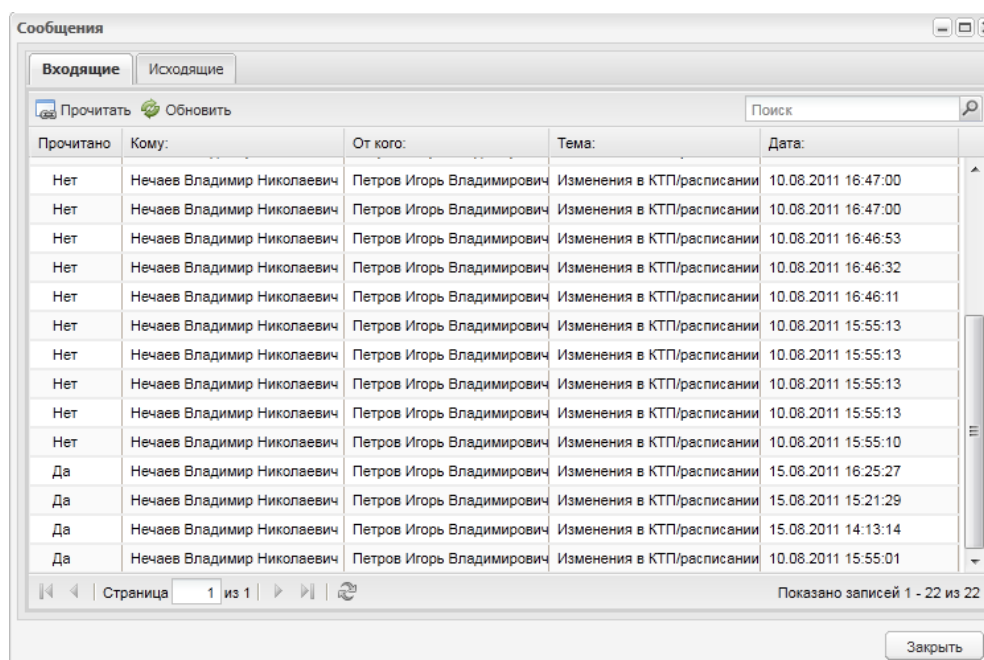 Сообщения
Входящие Исходящие
Прочитать Обновить Поиск
Прочитано Кому: От кого: Тема: Дата:
Нет Нечаев Владимир Николаевич Петров Игорь Владимирович Изменения в КТП/расписании 10.08.2011 16:47:00
Нет Нечаев Владимир Николаевич Петров Игорь Владимирович Изменения в КТП/расписании 10.08.2011 16:47:00
Нет Нечаев Владимир Николаевич Петров Игорь Владимирович Изменения в КТП/расписании 10.08.2011 16:46:53
Нет Нечаев Владимир Николаевич Петров Игорь Владимирович Изменения в КТП/расписании 10.08.2011 16:46:32
Нет Нечаев Владимир Николаевич Петров Игорь Владимирович Изменения в КТП/расписании 10.08.2011 16:46:11
Нет Нечаев Владимир Николаевич Петров Игорь Владимирович Изменения в КТП/расписании 10.08.2011 15:55:13
Нет Нечаев Владимир Николаевич Петров Игорь Владимирович Изменения в КТП/расписании 10.08.2011 15:55:13
Нет Нечаев Владимир Николаевич Петров Игорь Владимирович Изменения в КТП/расписании 10.08.2011 15:55:13
Нет Нечаев Владимир Николаевич Петров Игорь Владимирович Изменения в КТП/расписании 10.08.2011 15:55:13
Нет Нечаев Владимир Николаевич Петров Игорь Владимирович Изменения в КТП/расписании 10.08.2011 15:55:10
Да Нечаев Владимир Николаевич Петров Игорь Владимирович Изменения в КТП/расписании 15.08.2011 16:25:27
Да Нечаев Владимир Николаевич Петров Игорь Владимирович Изменения в КТП/расписании 15.08.2011 15:21:29
Да Нечаев Владимир Николаевич Петров Игорь Владимирович Изменения в КТП/расписании 15.08.2011 14:13:14
Да Нечаев Владимир Николаевич Петров Игорь Владимирович Изменения в КТП/расписании 10.08.2011 15:55:01
Страница 1 из 1 Показано записей 1 - 22 из 22
Закрыть